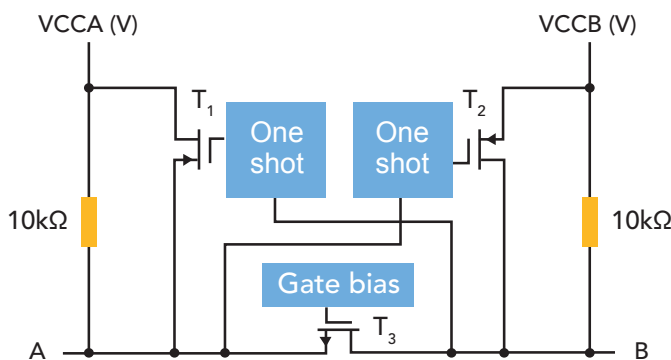 VCCA (V)
VCCB (V)
T1
T2
One
shot
One
shot
10kΩ
10kΩ
Gate bias
A
T3
B